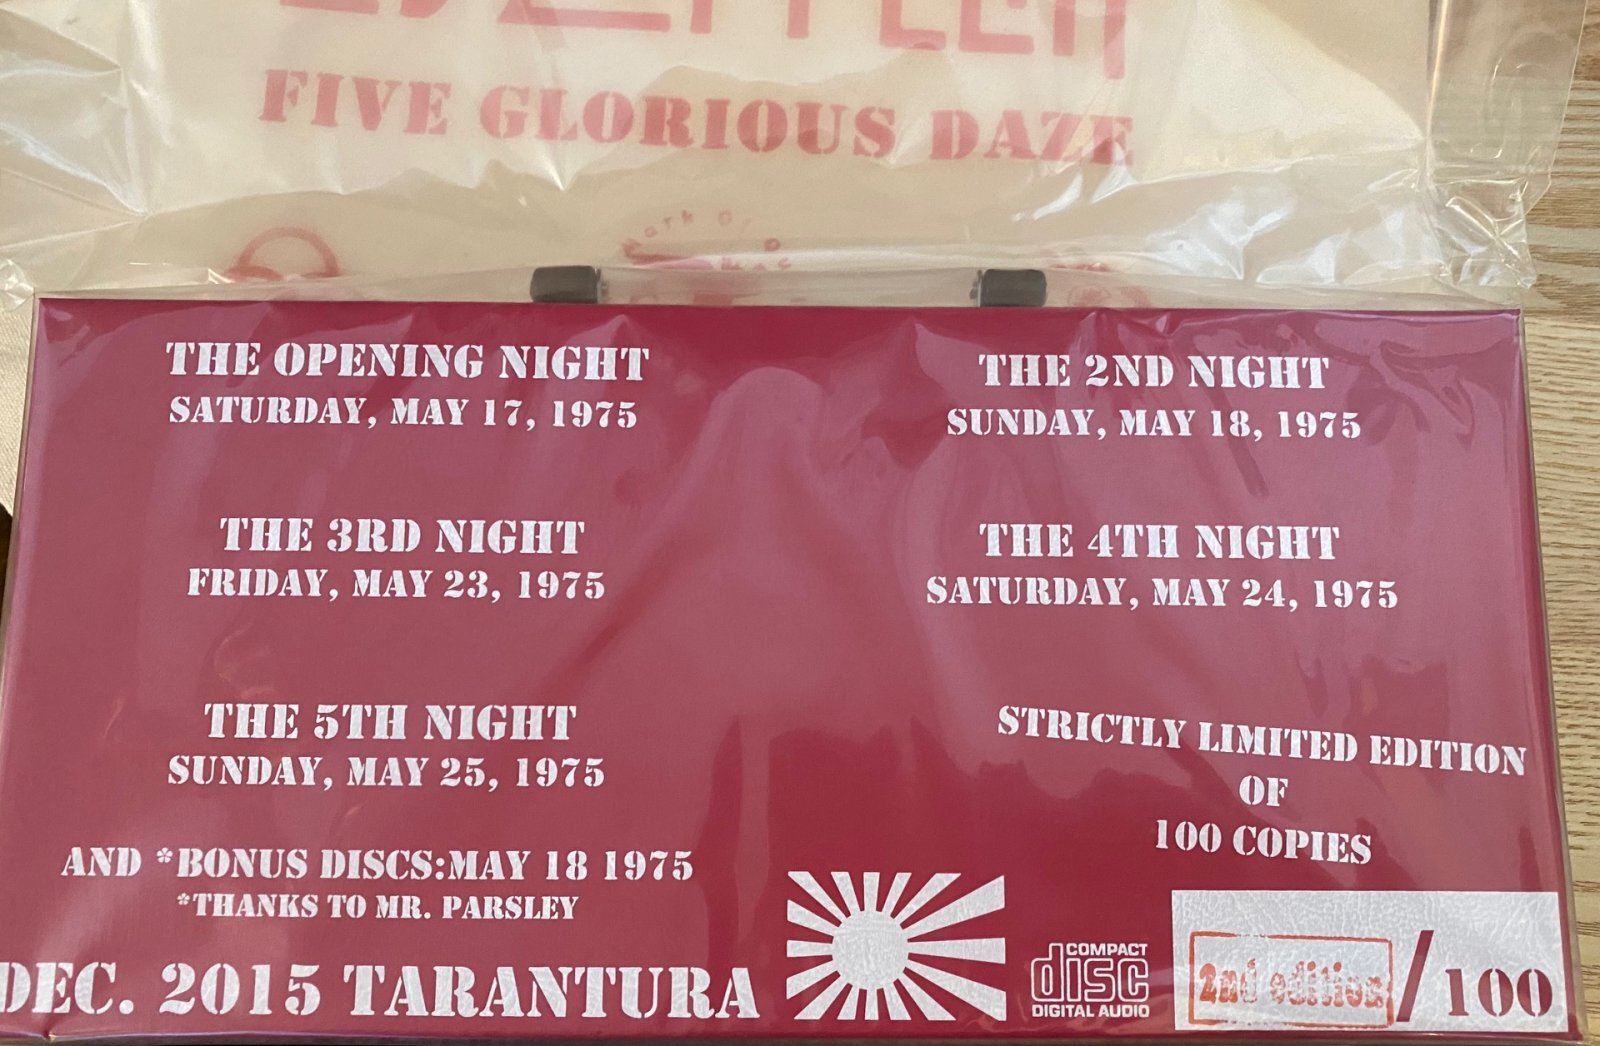 FIVE GLORIOUS DAZE
THE OPENING NIGHT
SATURDAY, MAY 17, 1975
THE 2ND NIGHT
SUNDAY, MAY 18, 1975
THE 3RD NIGHT
FRIDAY, MAY 23, 1975
THE 4TH NIGHT
SATURDAY, MAY 24, 1975
THE 5TH NIGHT
SUNDAY, MAY 25, 1975
STRICTLY LIMITED EDITION
OF
100 COPIES
AND *BONUS DISCS:MAY 18 1975
*THANKS TO MR. PARSLEY
DEC. 2015 TARANTURA
COMPACT
disc
DIGITAL AUDIO
2nd edition
/100